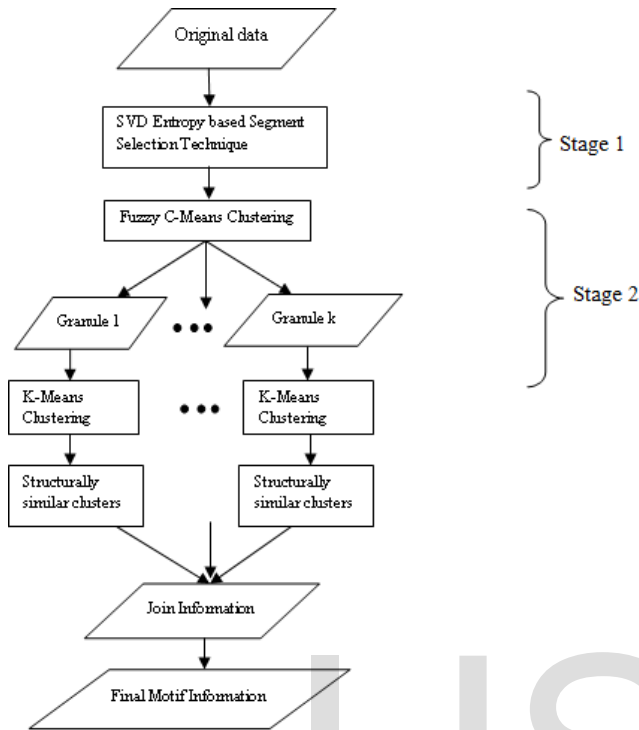 Original data
SVD Entropy based Segment
Selection Technique
Stage 1
Fuzzy C-Means Clustering
Stage 2
Granule 1
Granule k
K-Means
Clustering
K-Means
Clustering
Structurally
similar clusters
Structurally
similar clusters
Join Information
Final Motif Information